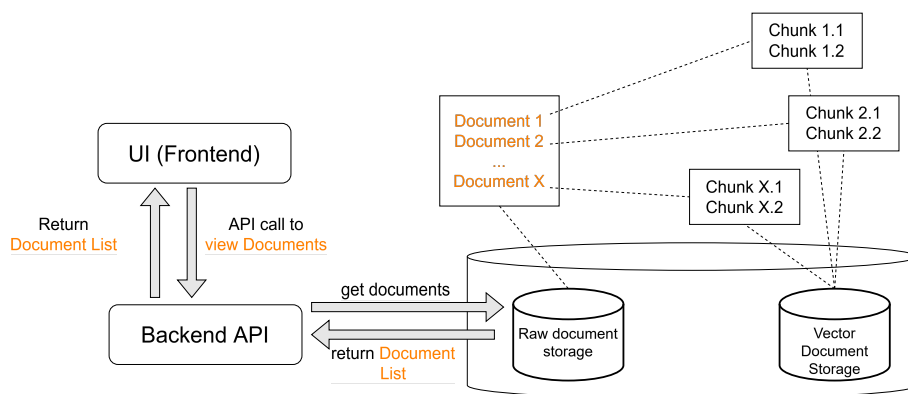 Chunk 1.1
Chunk 1.2
Document 1
Document 2
...
Document X
Chunk 2.1
Chunk 2.2
UI (Frontend)
Chunk X.1
Chunk X.2
Return
Document List
API call to
view Documents
get documents
Backend API
Raw document
storage
Vector
Document
Storage
return Document
List